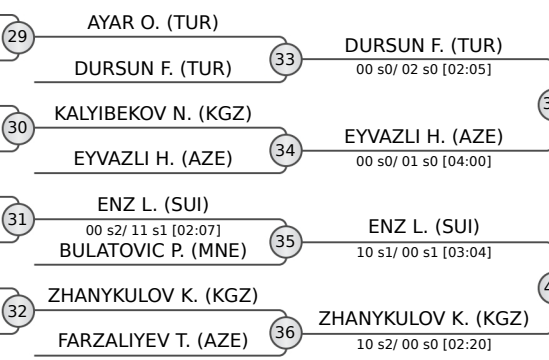 29
AYAR O. (TUR)
DURSUN F. (TUR)
33
DURSUN F. (TUR)
00 s0/ 02 s0 [02:05]
30
KALYIBEKOV N. (KGZ)
EYVAZLI H. (AZE)
34
EYVAZLI H. (AZE)
00 s0/ 01 s0 [04:00]
31
ENZ L. (SUI)
00 s2/ 11 s1 [02:07]
BULATOVIC P. (MNE)
35
ENZ L. (SUI)
10 s1/ 00 s1 [03:04]
32
ZHANYKULOV K. (KGZ)
FARZALIYEV T. (AZE)
36
ZHANYKULOV K. (KGZ)
10 s2/ 00 s0 [02:20]